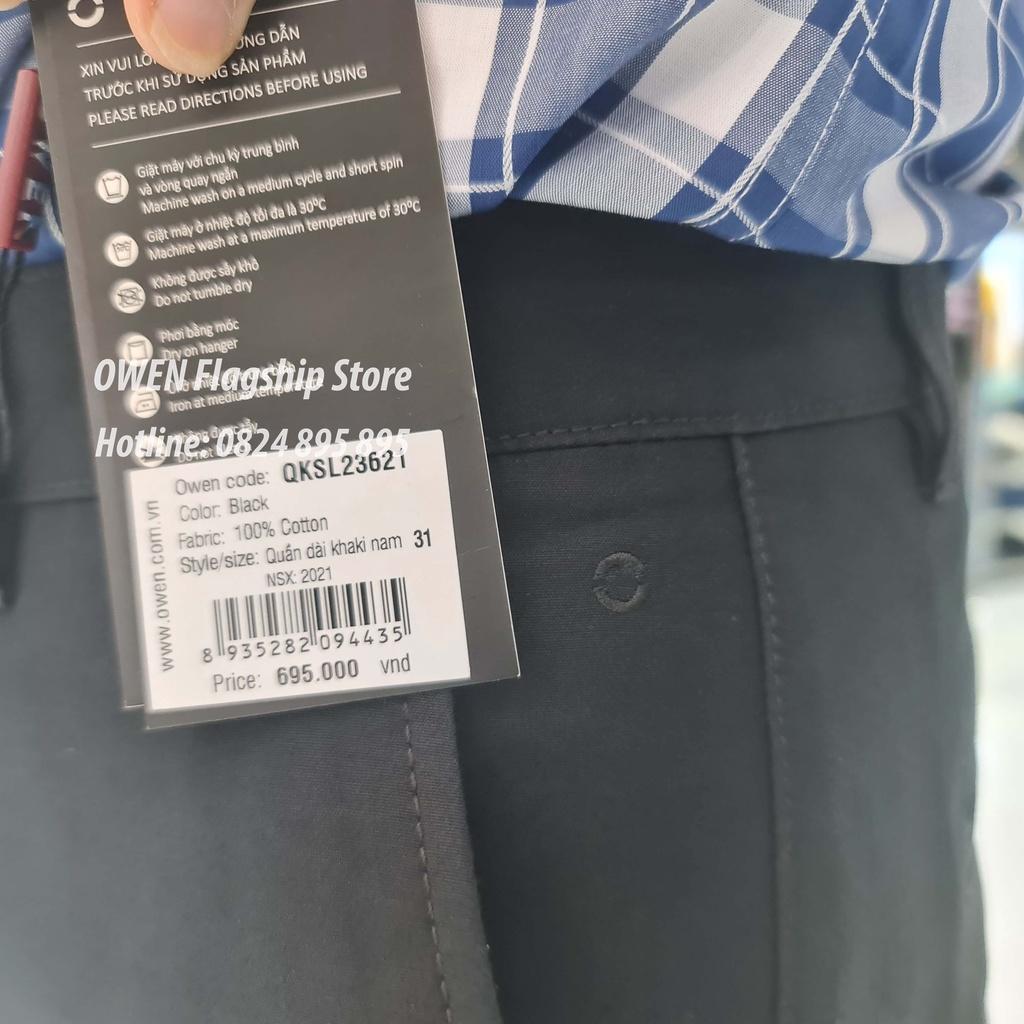 XIN VUI ƯỚNG DẪN
TRƯỚC KHI SỬ DỤNG SẢN PHẨM
PLEASE READ DIRECTIONS BEFORE USING
Giặt máy với chu kỳ trung bình
và vòng quay ngắn
Machine wash on a medium cycle and short spin
Giặt máy ở nhiệt độ tối đa là 30°C
Machine wash at a maximum temperature of 30°C
Không được sấy khô
Do not tumble dry
Phơi bằng móc
Dry on hanger
OWEN Flagship Store
Iron at medium temperature
Hotline: 0824 895 895
Do not
Owen code: QKSL23621
Color: Black
Fabric: 100% Cotton
Style/size: Quần dài khaki nam 31
NSX: 2021
8 935282 094435
Price: 695.000 vnd
www.owen.com.vn